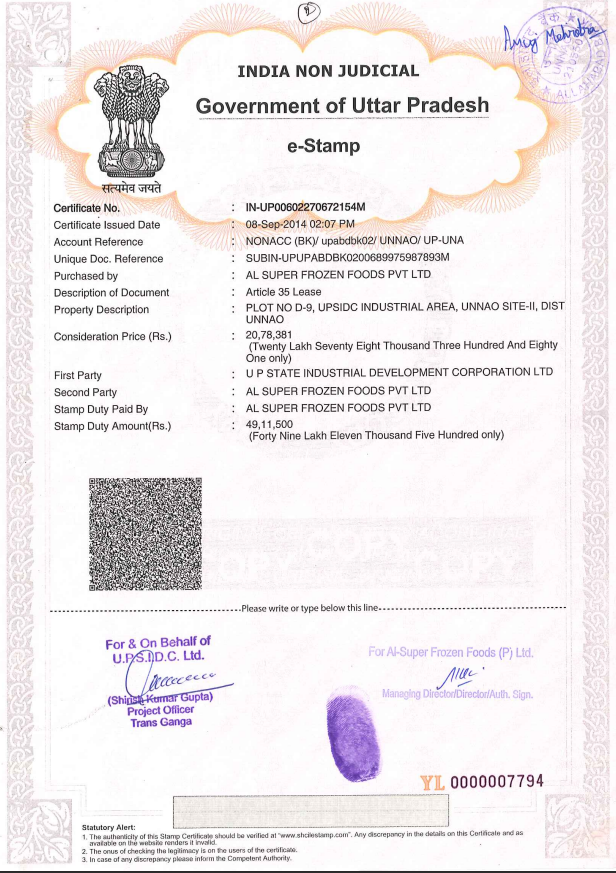 Anuj Mehrotra
INDIA NON JUDICIAL
Government of Uttar Pradesh
e-Stamp
सत्यमेव जयते
Certificate No. : IN-UP00602270672154M
Certificate Issued Date : 08-Sep-2014 02:07 PM
Account Reference : NONACC (BK)/ upabdbk02/ UNNAO/ UP-UNA
Unique Doc. Reference : SUBIN-UPUPABDBK0200689975987893M
Purchased by : AL SUPER FROZEN FOODS PVT LTD
Description of Document : Article 35 Lease
Property Description : PLOT NO D-9, UPSIDC INDUSTRIAL AREA, UNNAO SITE-II, DIST
UNNAO
Consideration Price (Rs.) : 20,78,381
(Twenty Lakh Seventy Eight Thousand Three Hundred And Eighty
One only)
First Party : U P STATE INDUSTRIAL DEVELOPMENT CORPORATION LTD
Second Party : AL SUPER FROZEN FOODS PVT LTD
Stamp Duty Paid By : AL SUPER FROZEN FOODS PVT LTD
Stamp Duty Amount(Rs.) : 49,11,500
(Forty Nine Lakh Eleven Thousand Five Hundred only)
COPY
COPY COPY
Please write or type below this line
For & On Behalf of
U.P.S.I.D.C. Ltd.
(Shirish Kumar Gupta)
Project Officer
Trans Ganga
For Al-Super Frozen Foods (P) Ltd.
Managing Director/Director/Auth. Sign.
YL 0000007794
Statutory Alert:
1. The authenticity of this Stamp Certificate should be verified at "www.shcilestamp.com". Any discrepancy in the details on this Certificate and as
available on the website renders it invalid.
2. The onus of checking the legitimacy is on the users of the certificate.
3. In case of any discrepancy please inform the Competent Authority.